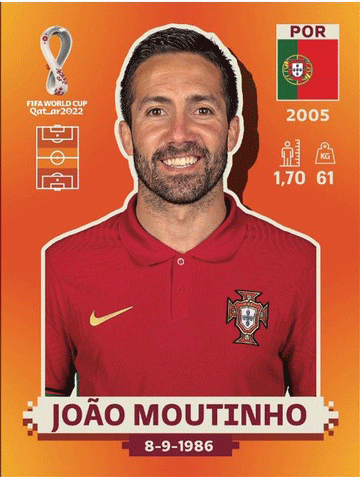 POR
FIFA WORLD CUP
Qatar2022
2005
KG
1,70 61
JOÃO MOUTINHO
8-9-1986